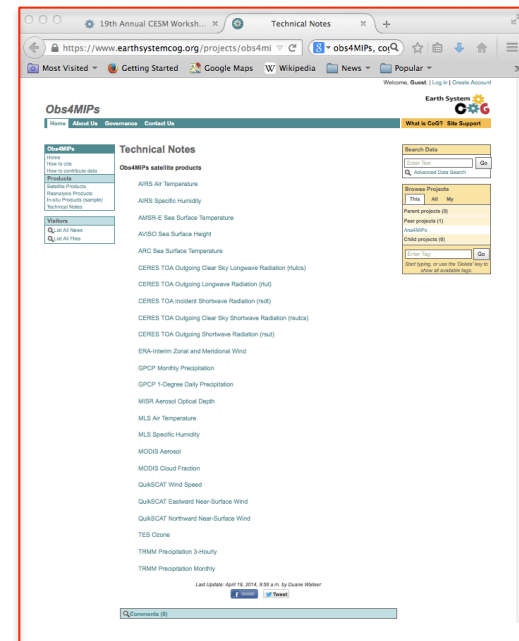 19th Annual CESM Worksh...
Technical Notes
https://www.earthsystemcog.org/projects/obs4mi
obs4MIPs, cog
Most Visited
Getting Started
Google Maps
Wikipedia
News
Popular
Welcome, Guest. | Log in | Create Account
Obs4MIPs
Earth System
CoG
Home About Us Governance Contact Us
What is CoG? Site Support
Obs4MIPs
Home
How to cite
How to contribute data
Products
Satellite Products
Reanalysis Products
In-situ Products (sample)
Technical Notes
Visitors
List All News
List All Files
Technical Notes
Obs4MIPs satellite products
AIRS Air Temperature
AIRS Specific Humidity
AMSR-E Sea Surface Temperature
AVISO Sea Surface Height
ARC Sea Surface Temperature
CERES TOA Outgoing Clear Sky Longwave Radiation (rlutcs)
CERES TOA Outgoing Longwave Radiation (rlut)
CERES TOA Incident Shortwave Radiation (rsdt)
CERES TOA Outgoing Clear Sky Shortwave Radiation (rsutcs)
CERES TOA Outgoing Shortwave Radiation (rsut)
ERA-Interim Zonal and Meridional Wind
GPCP Monthly Precipitation
GPCP 1-Degree Daily Precipitation
MISR Aerosol Optical Depth
MLS Air Temperature
MLS Specific Humidity
MODIS Aerosol
MODIS Cloud Fraction
QuikSCAT Wind Speed
QuikSCAT Eastward Near-Surface Wind
QuikSCAT Northward Near-Surface Wind
TES Ozone
TRMM Precipitation 3-Hourly
TRMM Precipitation Monthly
Last Update: April 19, 2014, 9:56 a.m. by Duane Waliser
SHARE Tweet
Comments (0)
Search Data
Enter Text Go
Advanced Data Search
Browse Projects
This All My
Parent projects (0)
Peer projects (1)
Ana4MIPs
Child projects (0)
Enter Tag Go
Start typing, or use the 'Delete' key to
show all available tags.